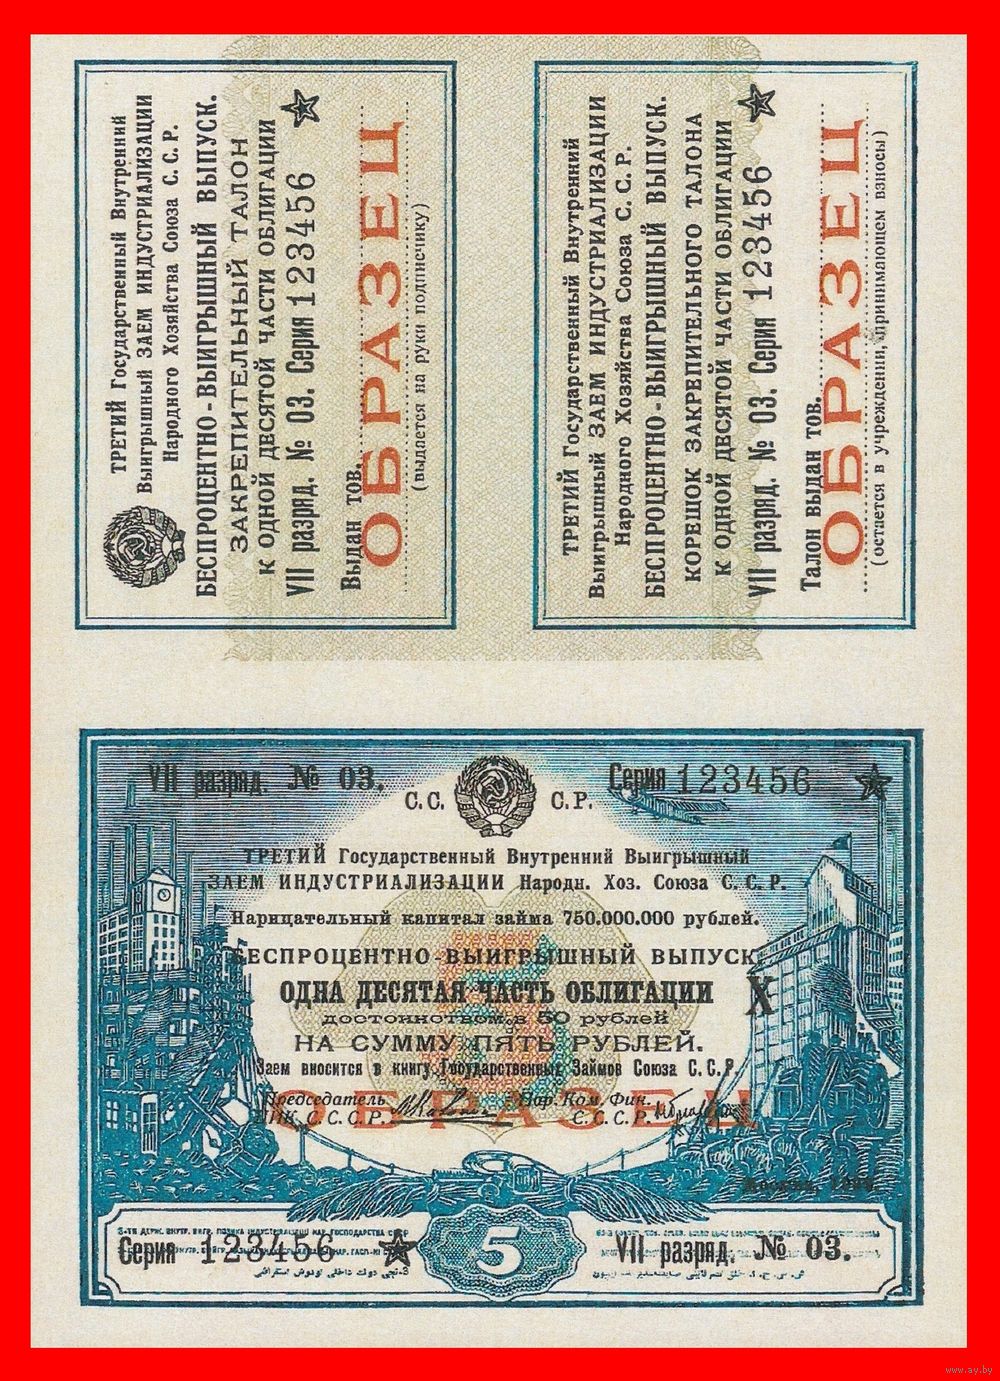 ТРЕТИЙ Государственный Внутренний
Выигрышный ЗАЕМ ИНДУСТРИАЛИЗАЦИИ
Народного Хозяйства Союза С. С. Р.
БЕСПРОЦЕНТНО-ВЫИГРЫШНЫЙ ВЫПУСК.
ЗАКРЕПИТЕЛЬНЫЙ ТАЛОН
К ОДНОЙ ДЕСЯТОЙ ЧАСТИ ОБЛИГАЦИИ
VII разряд. № 03. Серия 123456
Выдан тов.
ОБРАЗЕЦ
(выдается на руки подписчику)
ТРЕТИЙ Государственный Внутренний
Выигрышный ЗАЕМ ИНДУСТРИАЛИЗАЦИИ
Народного Хозяйства Союза С. С. Р.
БЕСПРОЦЕНТНО-ВЫИГРЫШНЫЙ ВЫПУСК.
КОРЕШОК ЗАКРЕПИТЕЛЬНОГО ТАЛОНА
К ОДНОЙ ДЕСЯТОЙ ЧАСТИ ОБЛИГАЦИИ
VII разряд. № 03. Серия 123456
Талон выдан тов.
ОБРАЗЕЦ
(остается в учреждении, принимающем взносы)
VII разряд. № 03. Серия 123456
С.С. С.Р.
ТРЕТИЙ Государственный Внутренний Выигрышный
ЗАЕМ ИНДУСТРИАЛИЗАЦИИ Народн. Хоз. Союза С. С. Р.
Нарицательный капитал займа 750.000.000 рублей.
БЕСПРОЦЕНТНО-ВЫИГРЫШНЫЙ ВЫПУСК.
5
ОДНА ДЕСЯТАЯ ЧАСТЬ ОБЛИГАЦИИ X
достоинством в 50 рублей
НА СУММУ ПЯТЬ РУБЛЕЙ.
Заем вносится в книгу Государственных Займов Союза С. С. Р.
ОБРАЗЕЦ
Председатель Нар. Ком. Фин.
ЦИК. С. С. С. Р. С. С. С. Р.
Москва,
Серия 123456 5 VII разряд. № 03.
www.ay.by